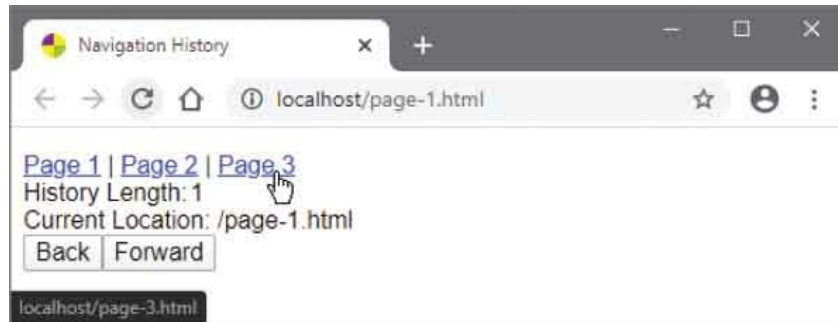 Navigation History
localhost/page-1.html
Page 1 | Page 2 | Page 3
History Length: 1
Current Location: /page-1.html
Back Forward
localhost/page-3.html